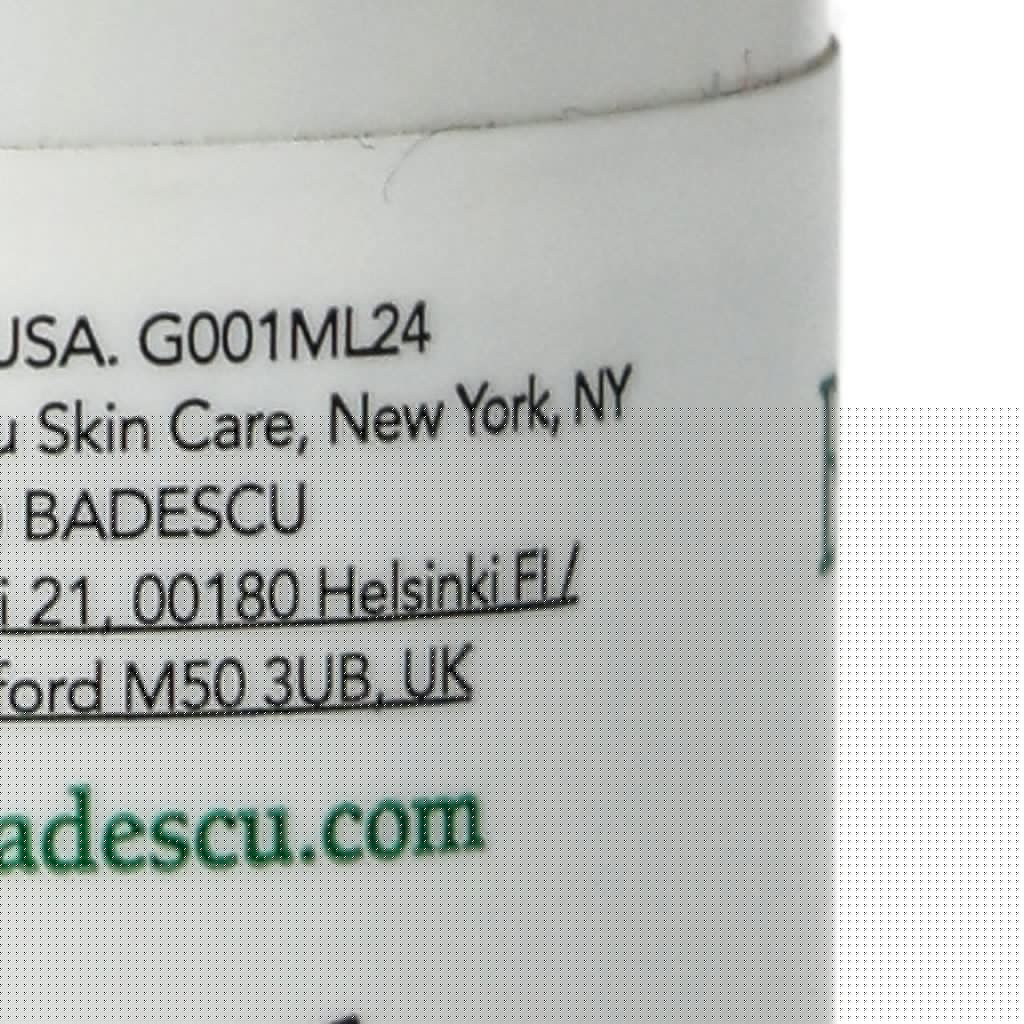 USA. G001ML24
u Skin Care, New York, NY
BADESCU
i 21, 00180 Helsinki FI /
ford M50 3UB, UK
adescu.com